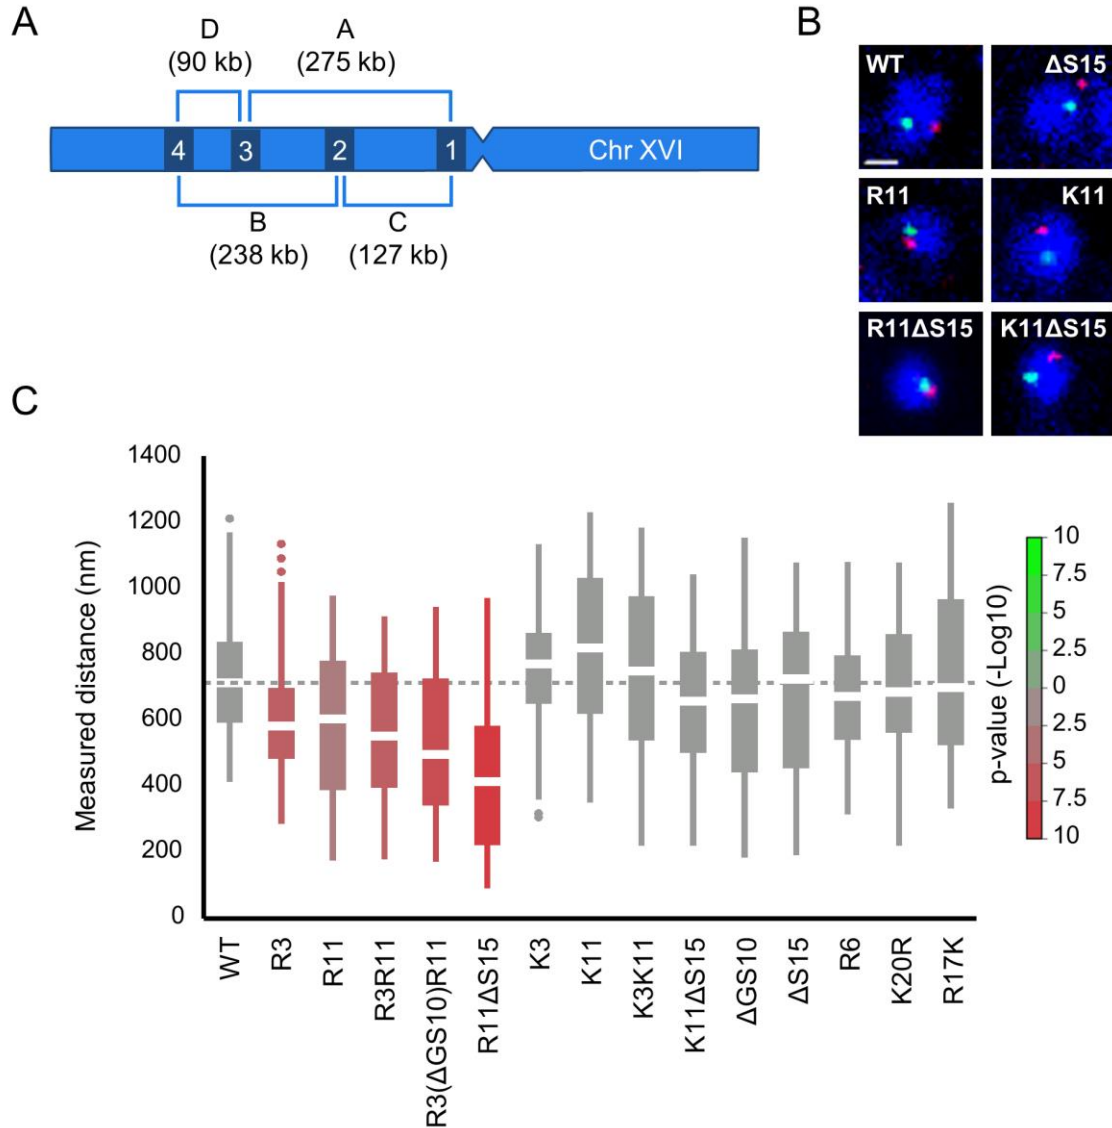 A
D
(90 kb)
A
(275 kb)
4
3
2
1
Chr XVI
B
(238 kb)
C
(127 kb)
B
WT
ΔS15
R11
K11
R11ΔS15
K11ΔS15
C
Measured distance (nm)
1400
1200
1000
800
600
400
200
0
WT
R3
R11
R3R11
R3(ΔGS10)R11
R11ΔS15
K3
K11
K3K11
K11ΔS15
ΔGS10
ΔS15
R6
K20R
R17K
p-value (-Log10)
10
7.5
5
2.5
0
2.5
5
7.5
10